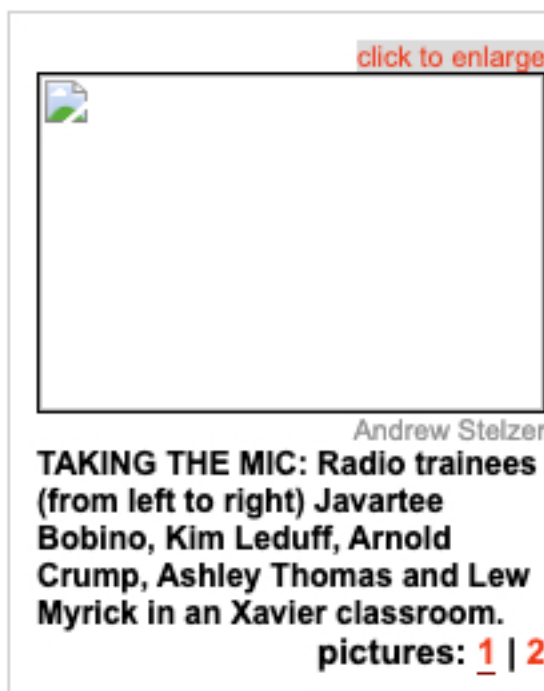 click to enlarge
Andrew Stelzer
TAKING THE MIC: Radio trainees
(from left to right) Javartee
Bobino, Kim Leduff, Arnold
Crump, Ashley Thomas and Lew
Myrick in an Xavier classroom.
pictures: 1 | 2